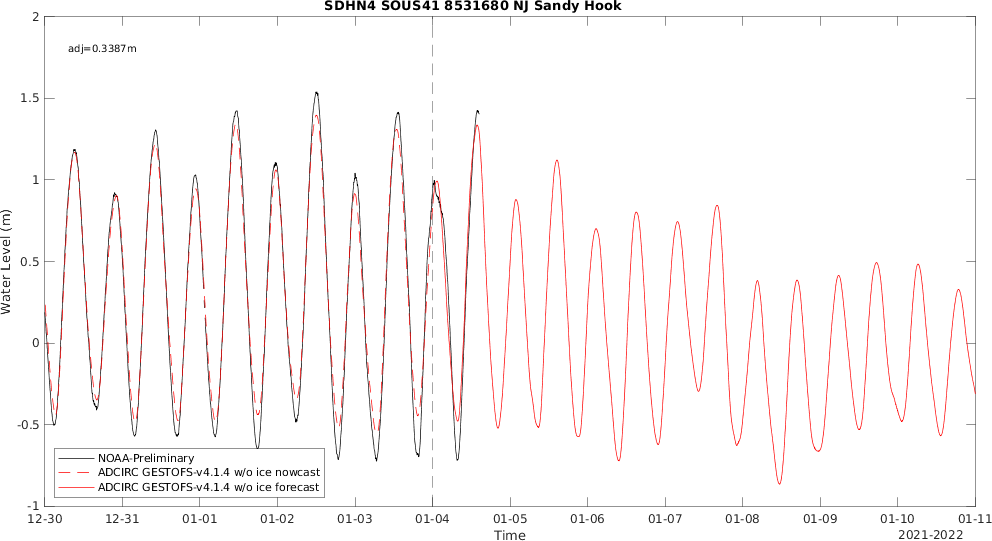 SDHN4 SOUS41 8531680 NJ Sandy Hook
adj=0.3387m
2
1.5
1
0.5
0
-0.5
-1
Water Level (m)
NOAA-Preliminary
ADCIRC GESTOFS-v4.1.4 w/o ice nowcast
ADCIRC GESTOFS-v4.1.4 w/o ice forecast
12-30 12-31 01-01 01-02 01-03 01-04 01-05 01-06 01-07 01-08 01-09 01-10 01-11
Time
2021-2022